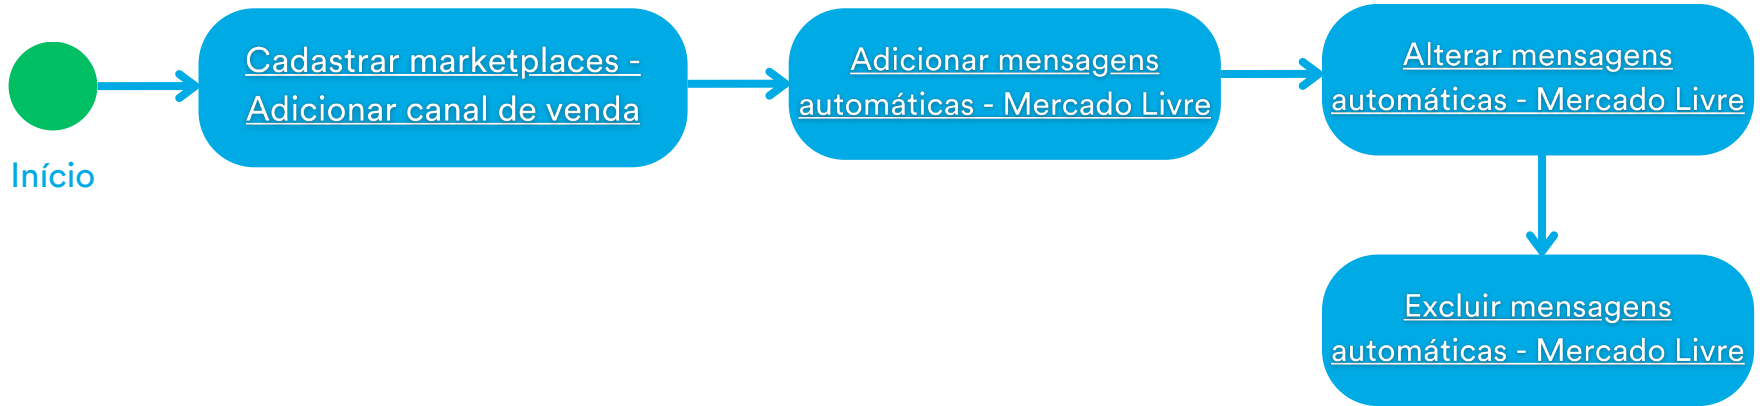 Início
Cadastrar marketplaces -
Adicionar canal de venda
Adicionar mensagens
automáticas - Mercado Livre
Alterar mensagens
automáticas - Mercado Livre
Excluir mensagens
automáticas - Mercado Livre